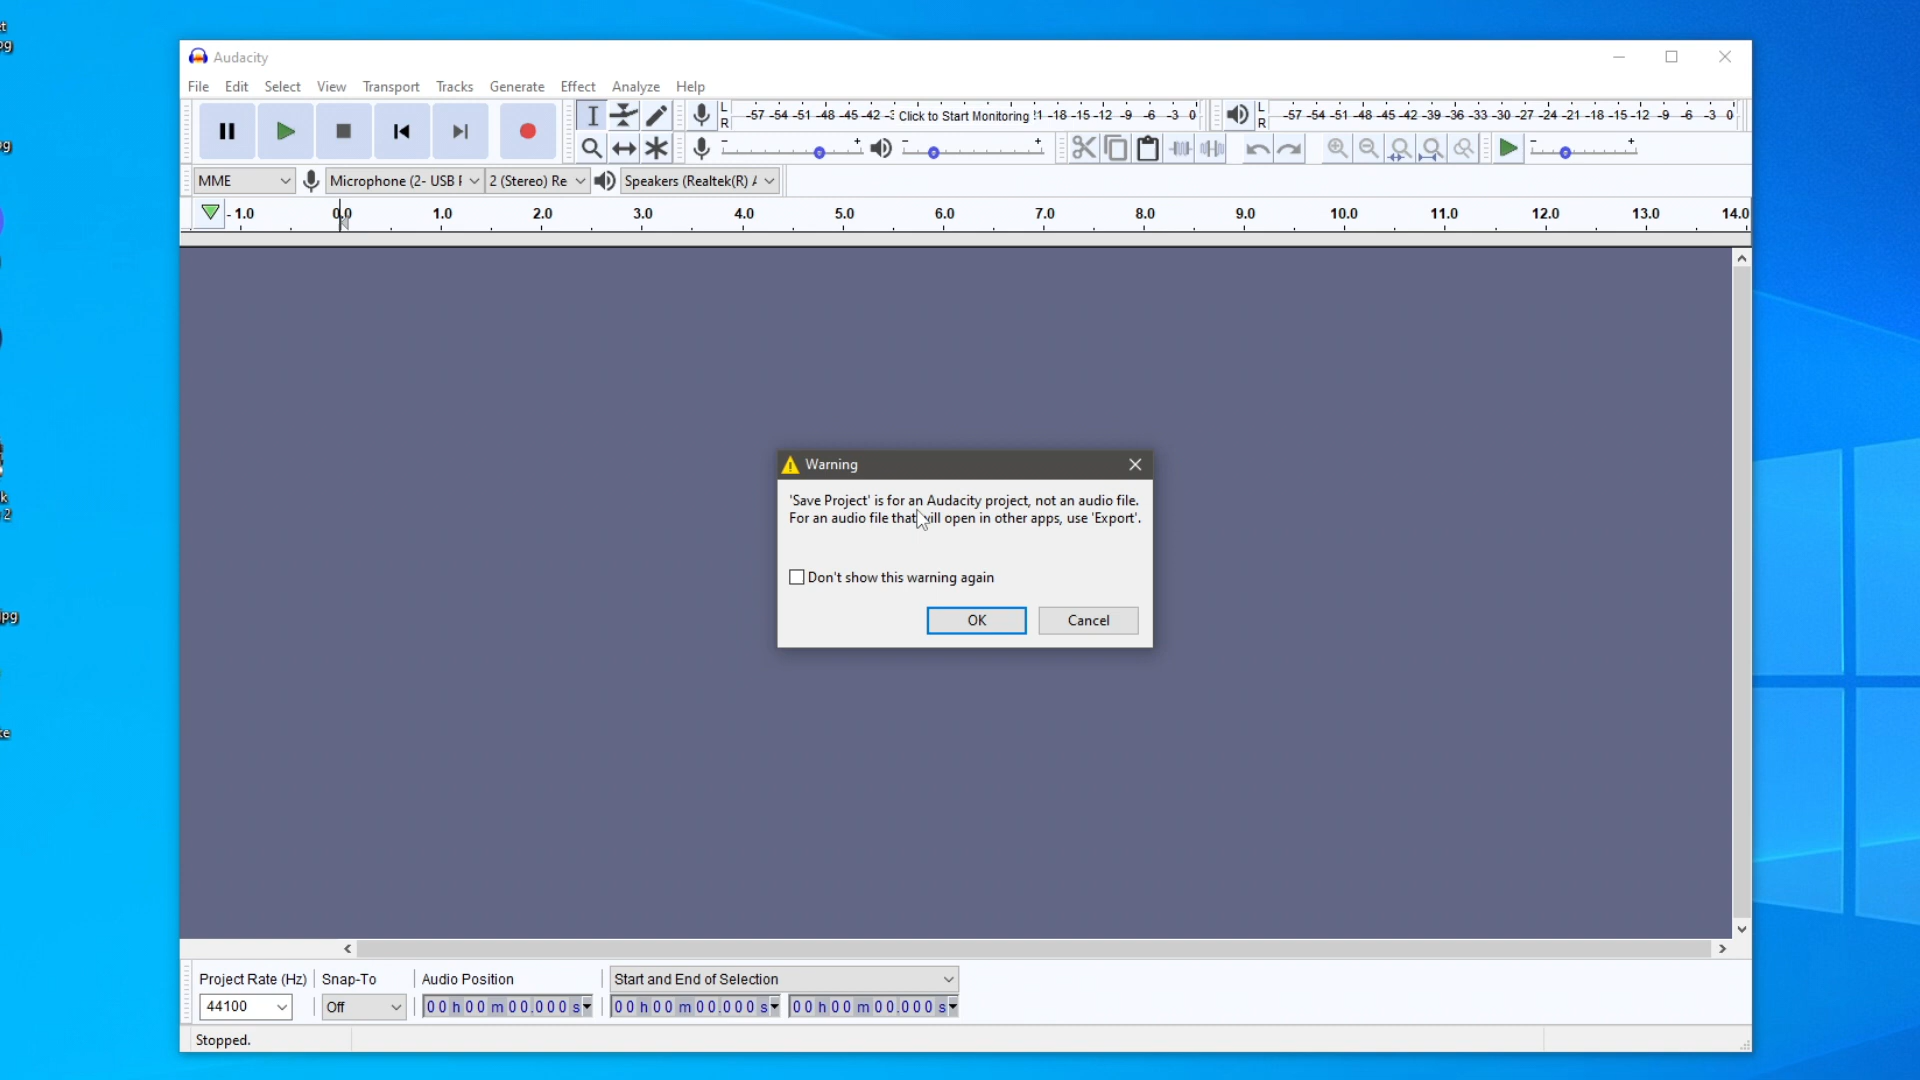 Audacity
File Edit Select View Transport Tracks Generate Effect Analyze Help
L
R
-57 -54 -51 -48 -45 -42 -3 Click to Start Monitoring !1 -18 -15 -12 -9 -6 -3 0
L
R
-57 -54 -51 -48 -45 -42 -39 -36 -33 -30 -27 -24 -21 -18 -15 -12 -9 -6 -3 0
MME
Microphone (2- USB
2 (Stereo) Re
Speakers (Realtek(R)
-1.0 0.0 1.0 2.0 3.0 4.0 5.0 6.0 7.0 8.0 9.0 10.0 11.0 12.0 13.0 14.0
Warning
'Save Project' is for an Audacity project, not an audio file.
For an audio file that will open in other apps, use 'Export'.
Don't show this warning again
OK Cancel
Project Rate (Hz) Snap-To Audio Position Start and End of Selection
44100 Off 00 h 00 m 00.000 s 00 h 00 m 00.000 s 00 h 00 m 00.000 s
Stopped.